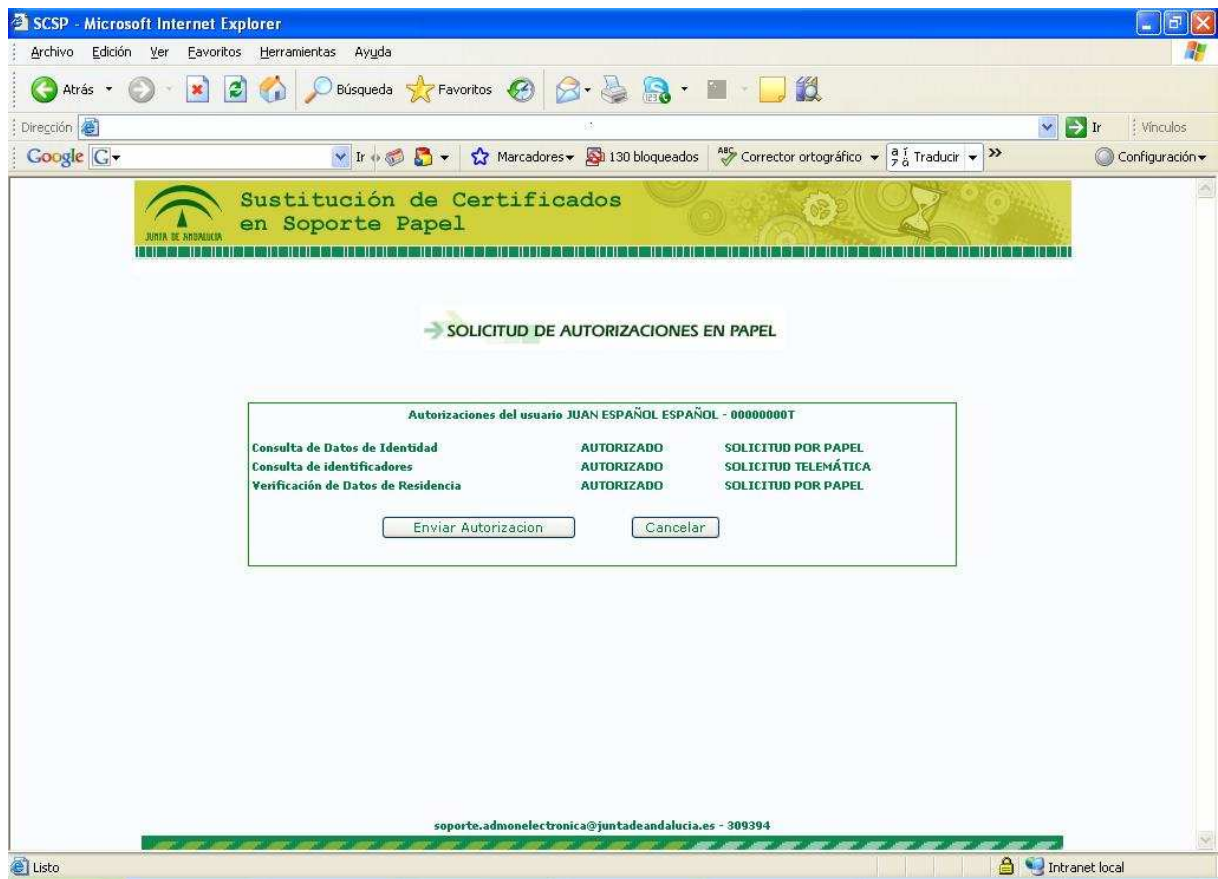 SCSP - Microsoft Internet Explorer
Archivo Edición Ver Favoritos Herramientas Ayuda
Atrás Búsqueda Favoritos
Dirección Ir Vínculos
Google G Ir Marcadores 130 bloqueados Corrector ortográfico Traducir » Configuración
Sustitución de Certificados
en Soporte Papel
JUNTA DE ANDALUCIA
SOLICITUD DE AUTORIZACIONES EN PAPEL
Autorizaciones del usuario JUAN ESPAÑOL ESPAÑOL - 00000000T
Consulta de Datos de Identidad AUTORIZADO SOLICITUD POR PAPEL
Consulta de identificadores AUTORIZADO SOLICITUD TELEMÁTICA
Verificación de Datos de Residencia AUTORIZADO SOLICITUD POR PAPEL
Enviar Autorizacion Cancelar
soporte.admonelectronica@juntadeandalucia.es - 309394
Listo Intranet local